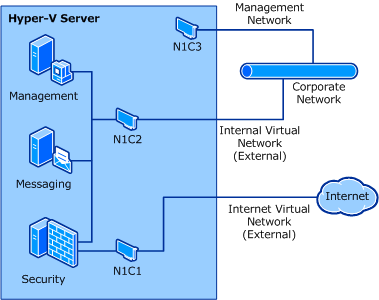 Hyper-V Server
Management
Network
N1C3
Management
Corporate
Network
N1C2
Internal Virtual
Network
(External)
Messaging
Internet
Internet Virtual
Network
(External)
N1C1
Security